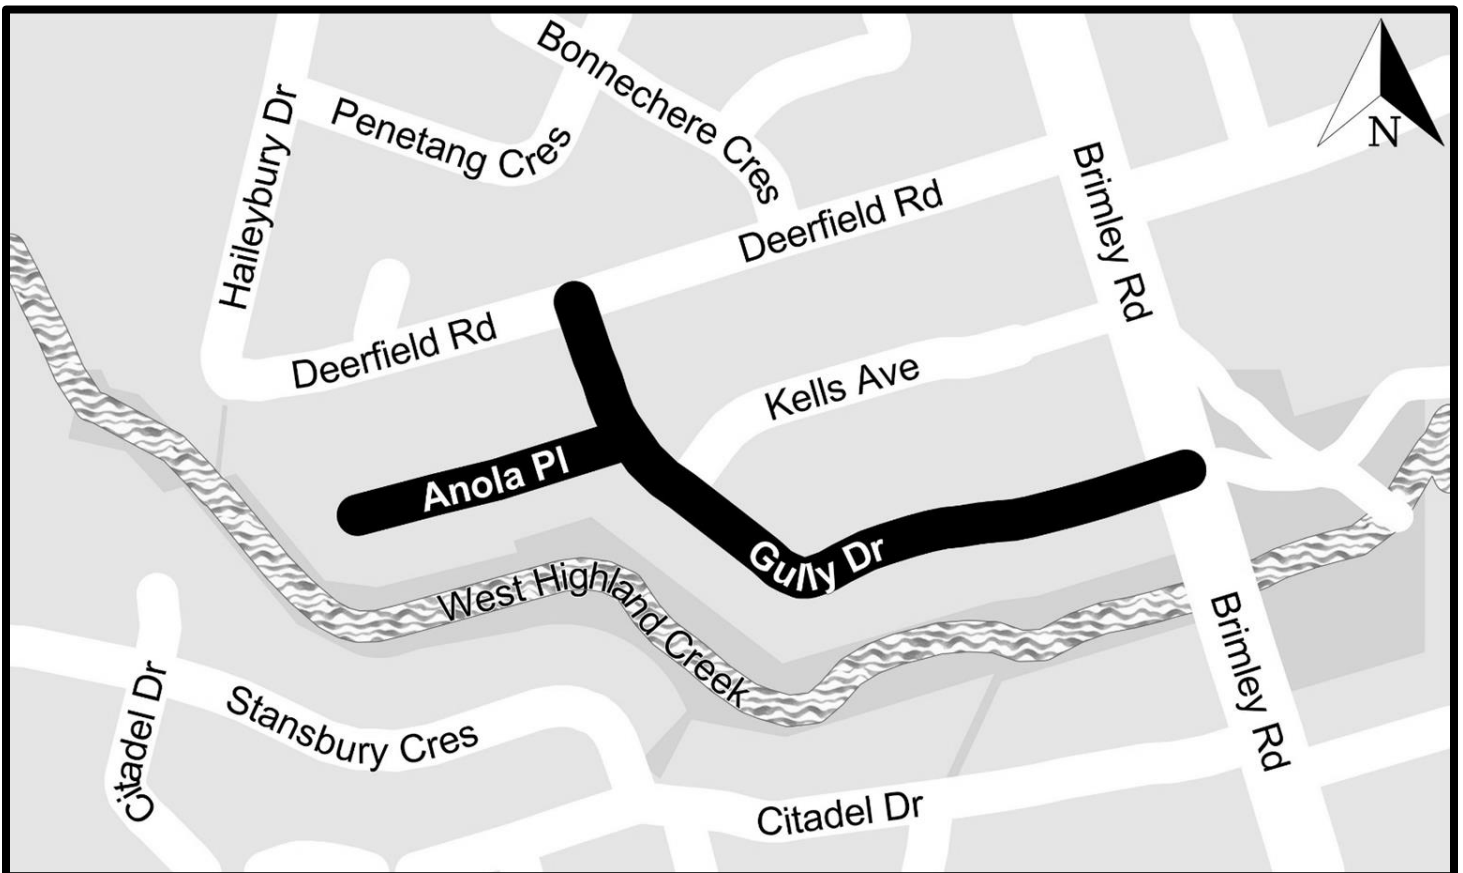 Bonnechere Cres
Haileybury Dr
Penetang Cres
N
Brimley Rd
Deerfield Rd
Deerfield Rd
Kells Ave
Anola Pl
Gully Dr
West Highland Creek
Brimley Rd
Citadel Dr
Stansbury Cres
Citadel Dr